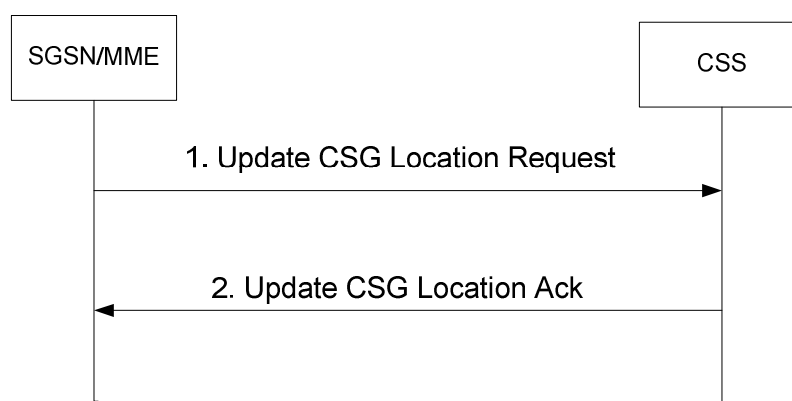 SGSN/MME
CSS
1. Update CSG Location Request
2. Update CSG Location Ack